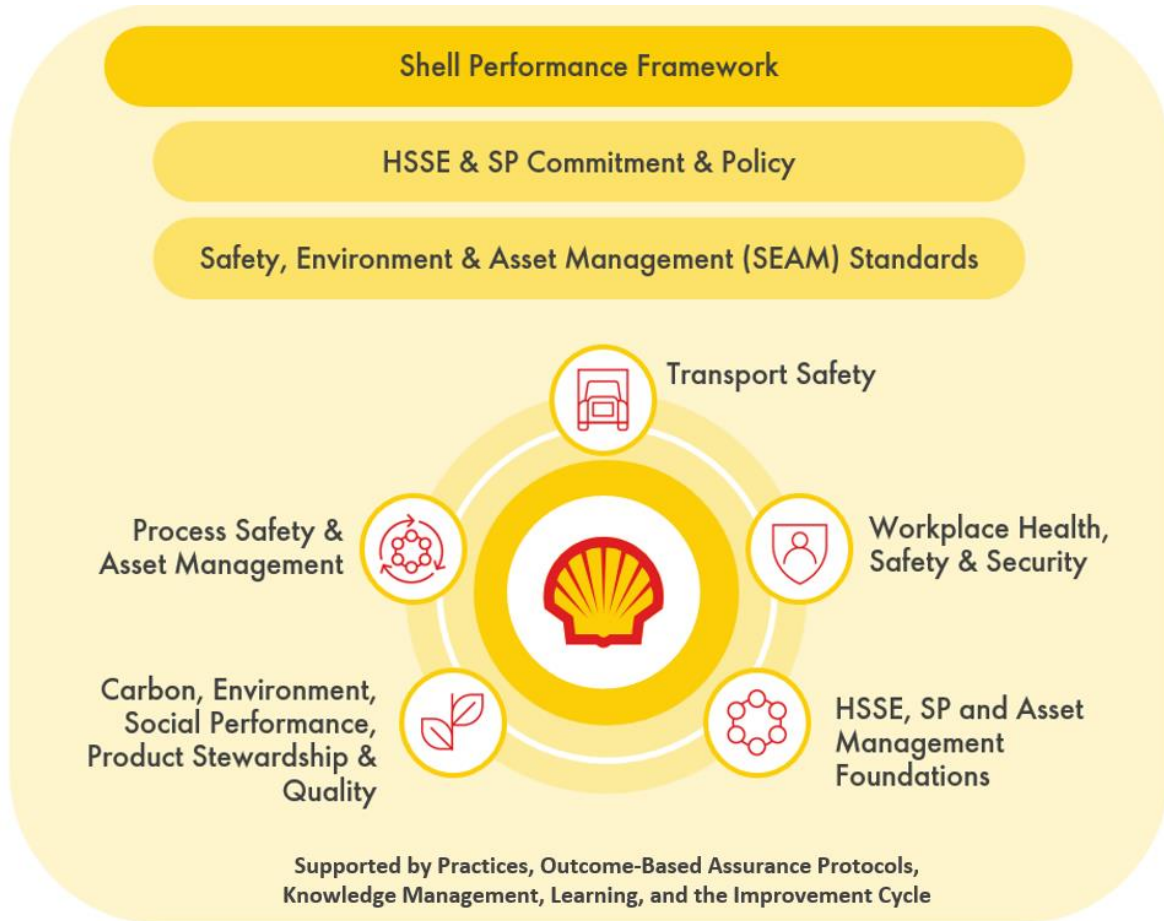 Shell Performance Framework
HSSE & SP Commitment & Policy
Safety, Environment & Asset Management (SEAM) Standards
Transport Safety
Process Safety &
Asset Management
Workplace Health,
Safety & Security
Carbon, Environment,
Social Performance,
Product Stewardship &
Quality
HSSE, SP and Asset
Management
Foundations
Supported by Practices, Outcome-Based Assurance Protocols,
Knowledge Management, Learning, and the Improvement Cycle